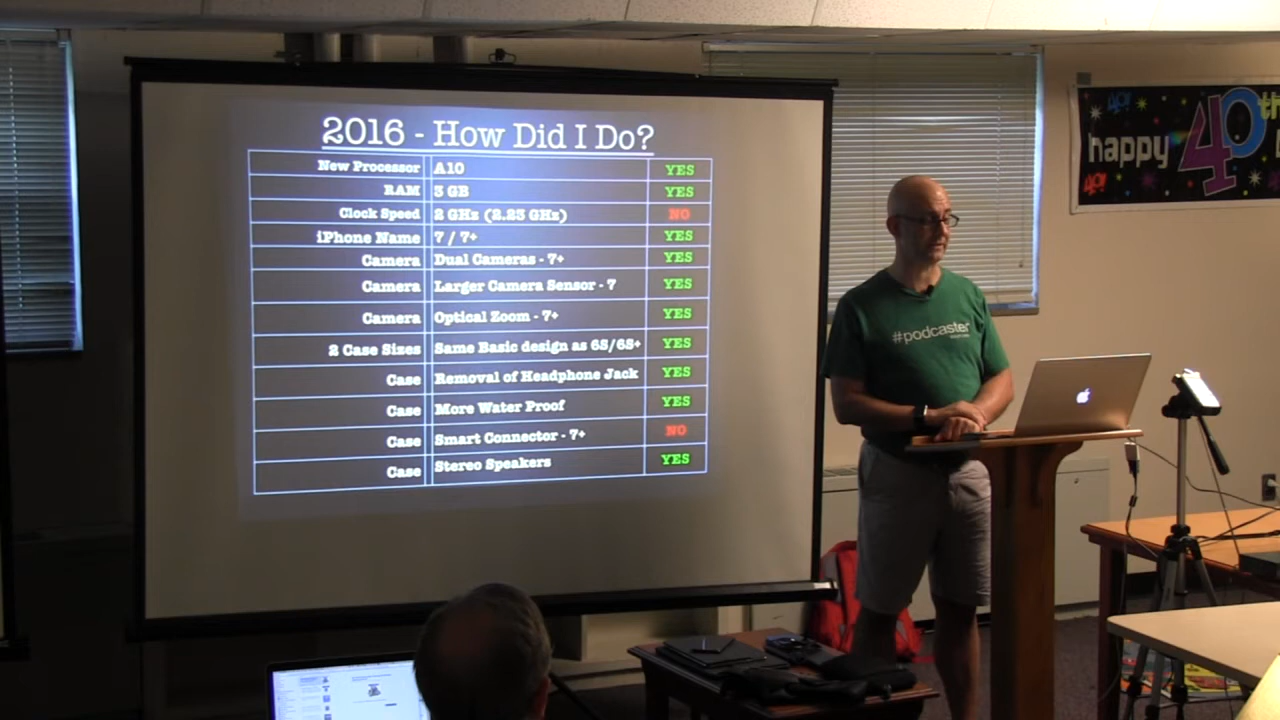 2016 - How Did I Do?
New Processor A10 YES
RAM 3 GB YES
Clock Speed 2 GHz (2.23 GHz) NO
iPhone Name 7 / 7+ YES
Camera Dual Cameras - 7+ YES
Camera Larger Camera Sensor - 7 YES
Camera Optical Zoom - 7+ YES
2 Case Sizes Same Basic design as 6S/6S+ YES
Case Removal of Headphone Jack YES
Case More Water Proof YES
Case Smart Connector - 7+ NO
Case Stereo Speakers YES
#podcaster
40!
happy 40th
40!